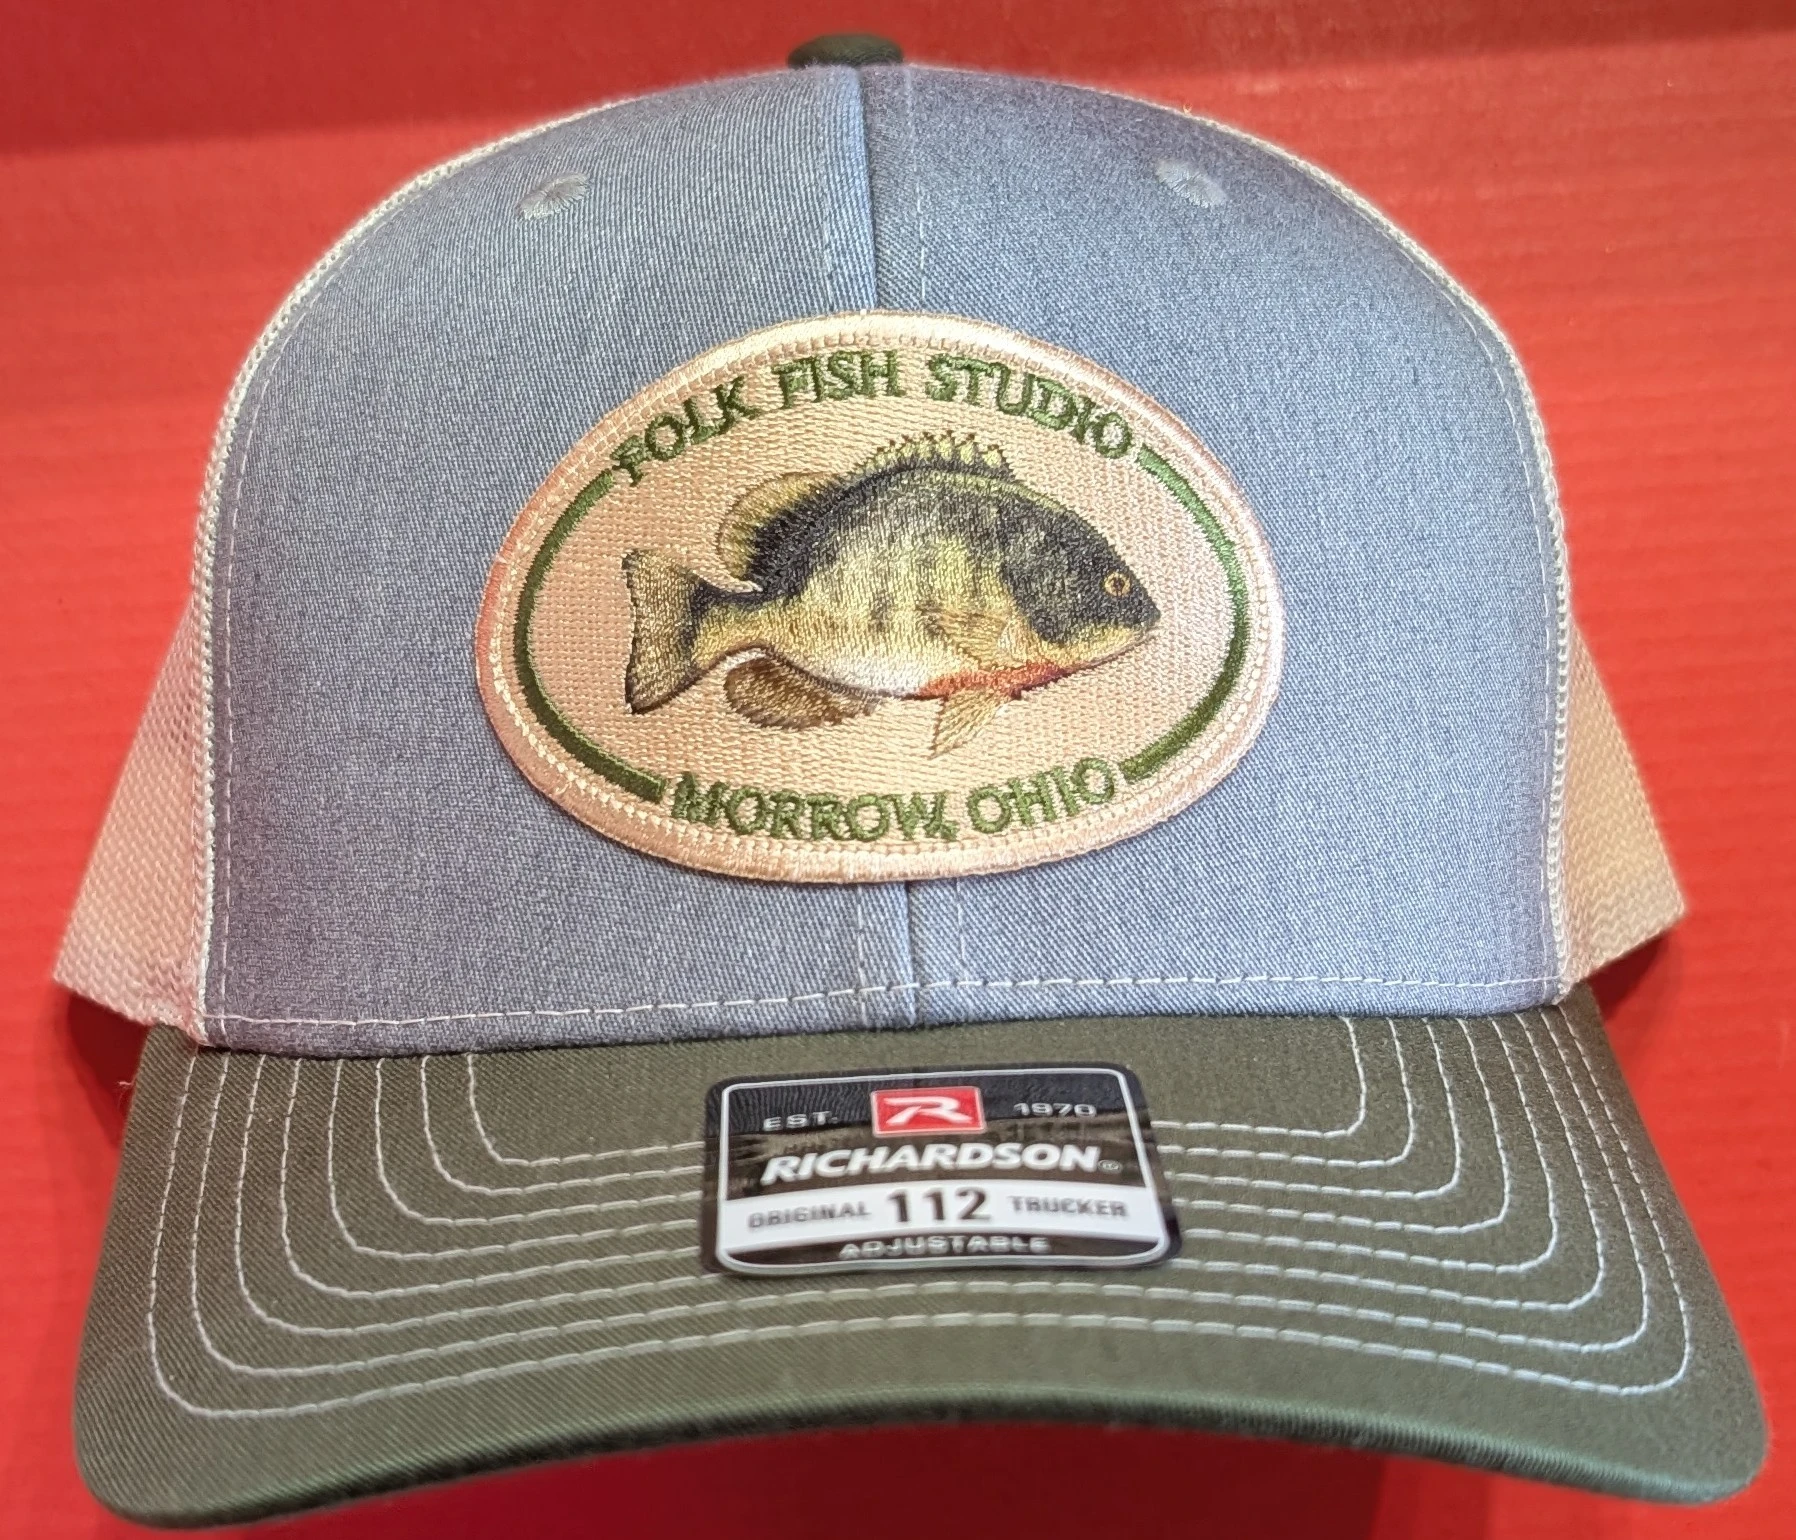 FOLK FISH STUDIO
MORROW, OHIO
EST. R 1970
RICHARDSON®
ORIGINAL 112 TRUCKER
ADJUSTABLE